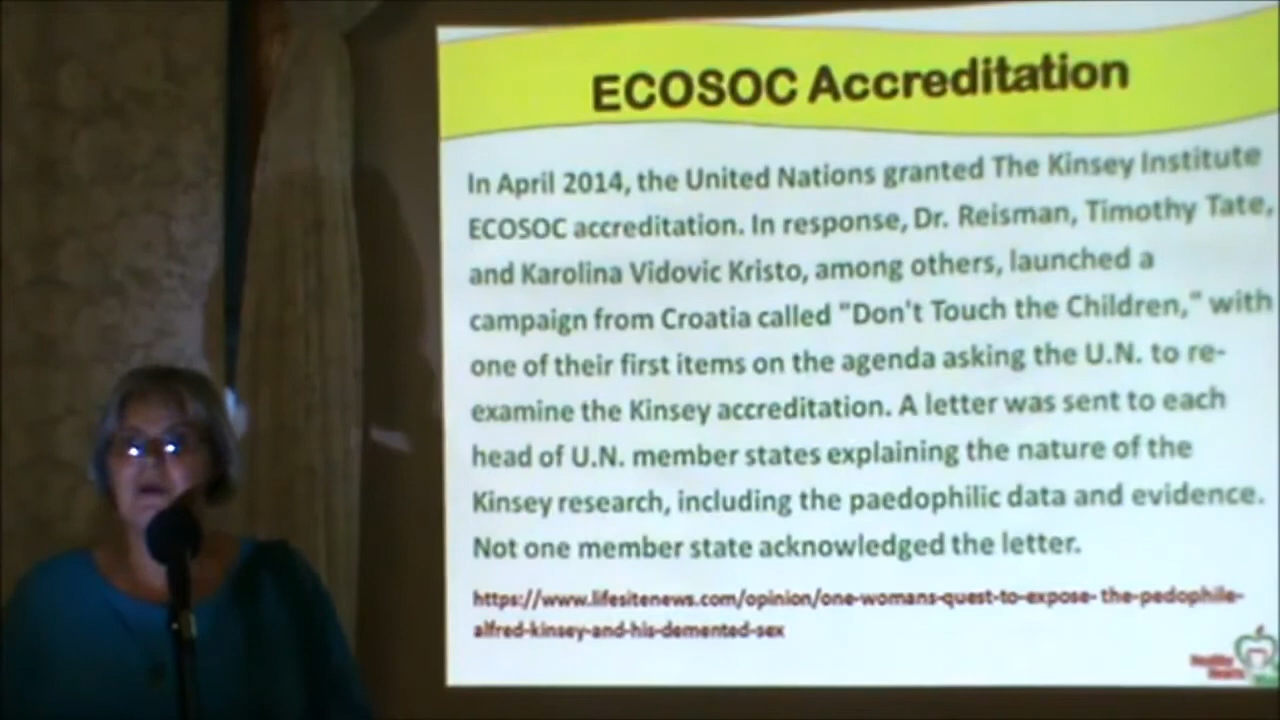 ECOSOC Accreditation
In April 2014, the United Nations granted The Kinsey Institute
ECOSOC accreditation. In response, Dr. Reisman, Timothy Tate,
and Karolina Vidovic Kristo, among others, launched a
campaign from Croatia called "Don't Touch the Children," with
one of their first items on the agenda asking the U.N. to re-
examine the Kinsey accreditation. A letter was sent to each
head of U.N. member states explaining the nature of the
Kinsey research, including the paedophilic data and evidence.
Not one member state acknowledged the letter.
https://www.lifesitenews.com/opinion/one-womans-quest-to-expose- the-pedophile-
alfred-kinsey-and-his-demented-sex